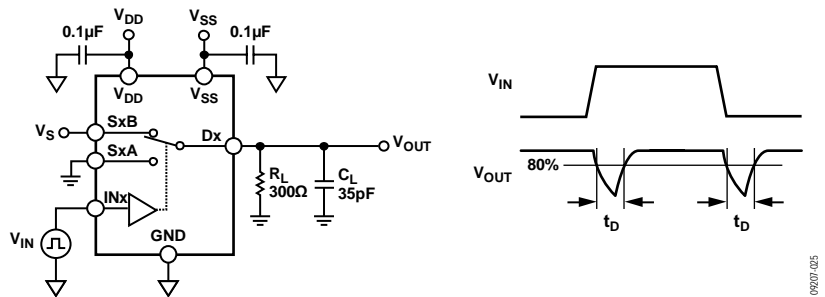 VDD
VSS
0.1µF
0.1µF
VDD
VSS
VS
SxB
Dx
VOUT
SxA
RL
300Ω
CL
35pF
INx
VIN
GND
VIN
VOUT
80%
tD
tD
09207-025